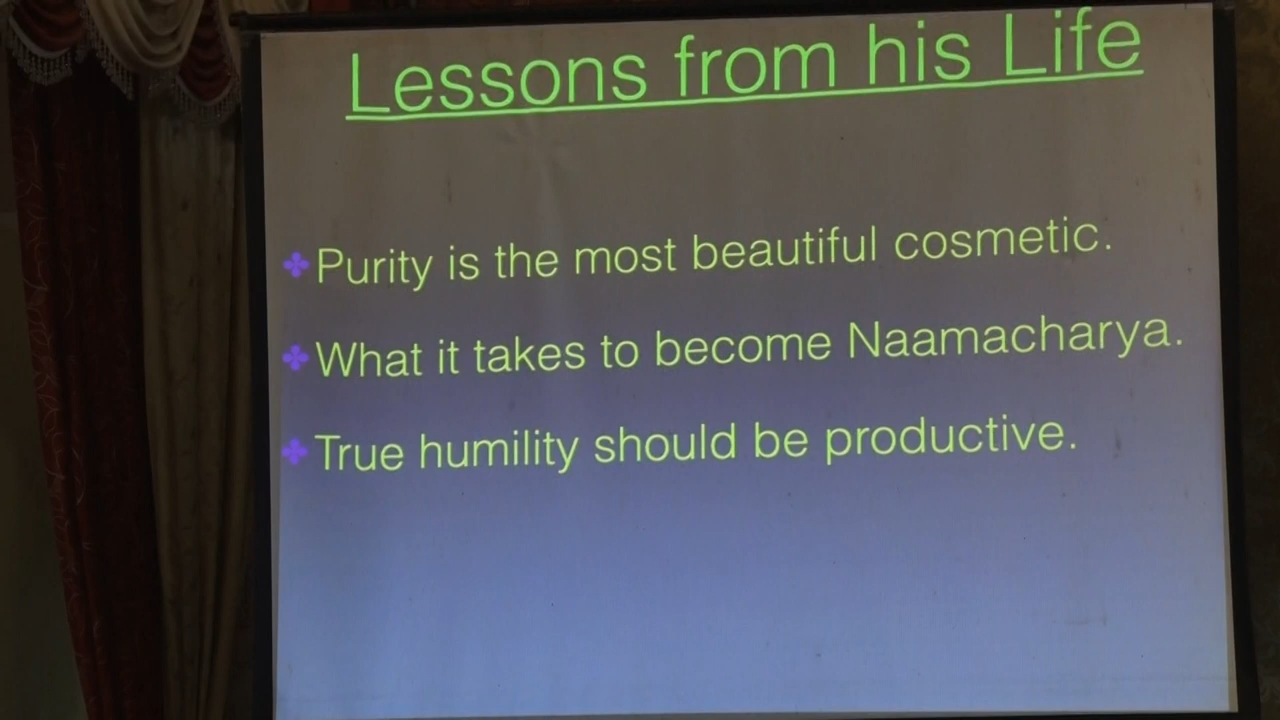 Lessons from his Life
Purity is the most beautiful cosmetic.
What it takes to become Naamacharya.
True humility should be productive.